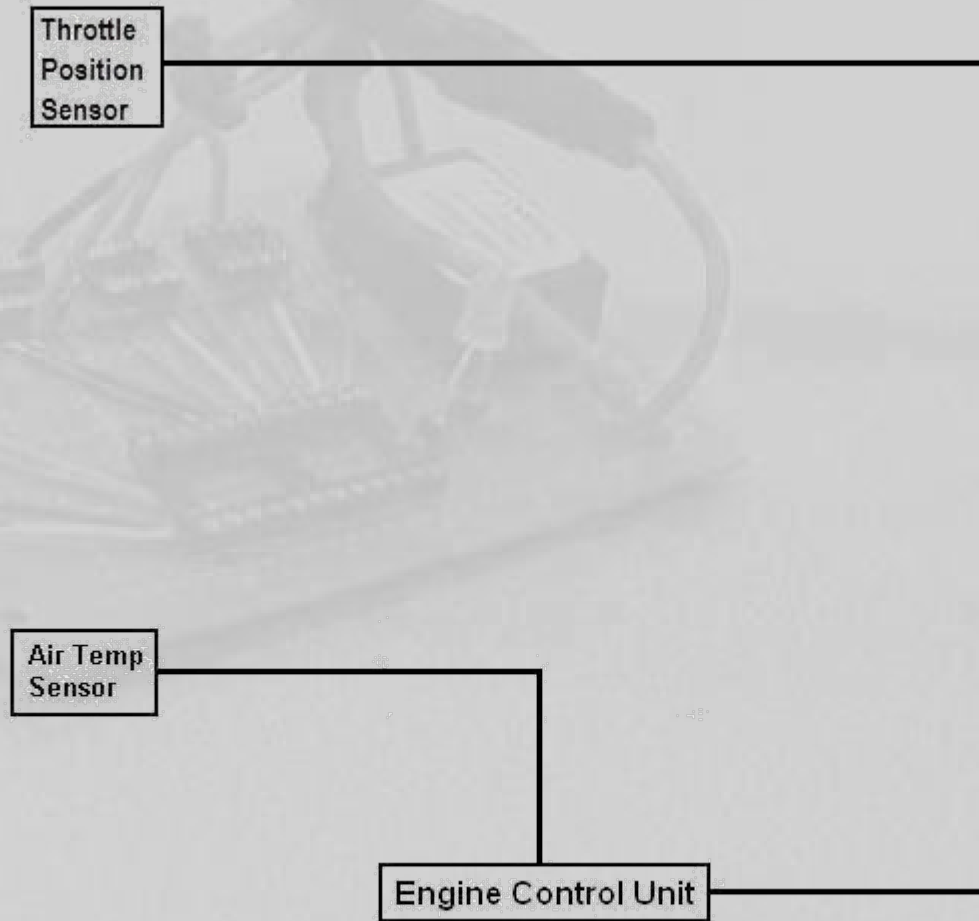 Throttle
Position
Sensor
Air Temp
Sensor
Engine Control Unit